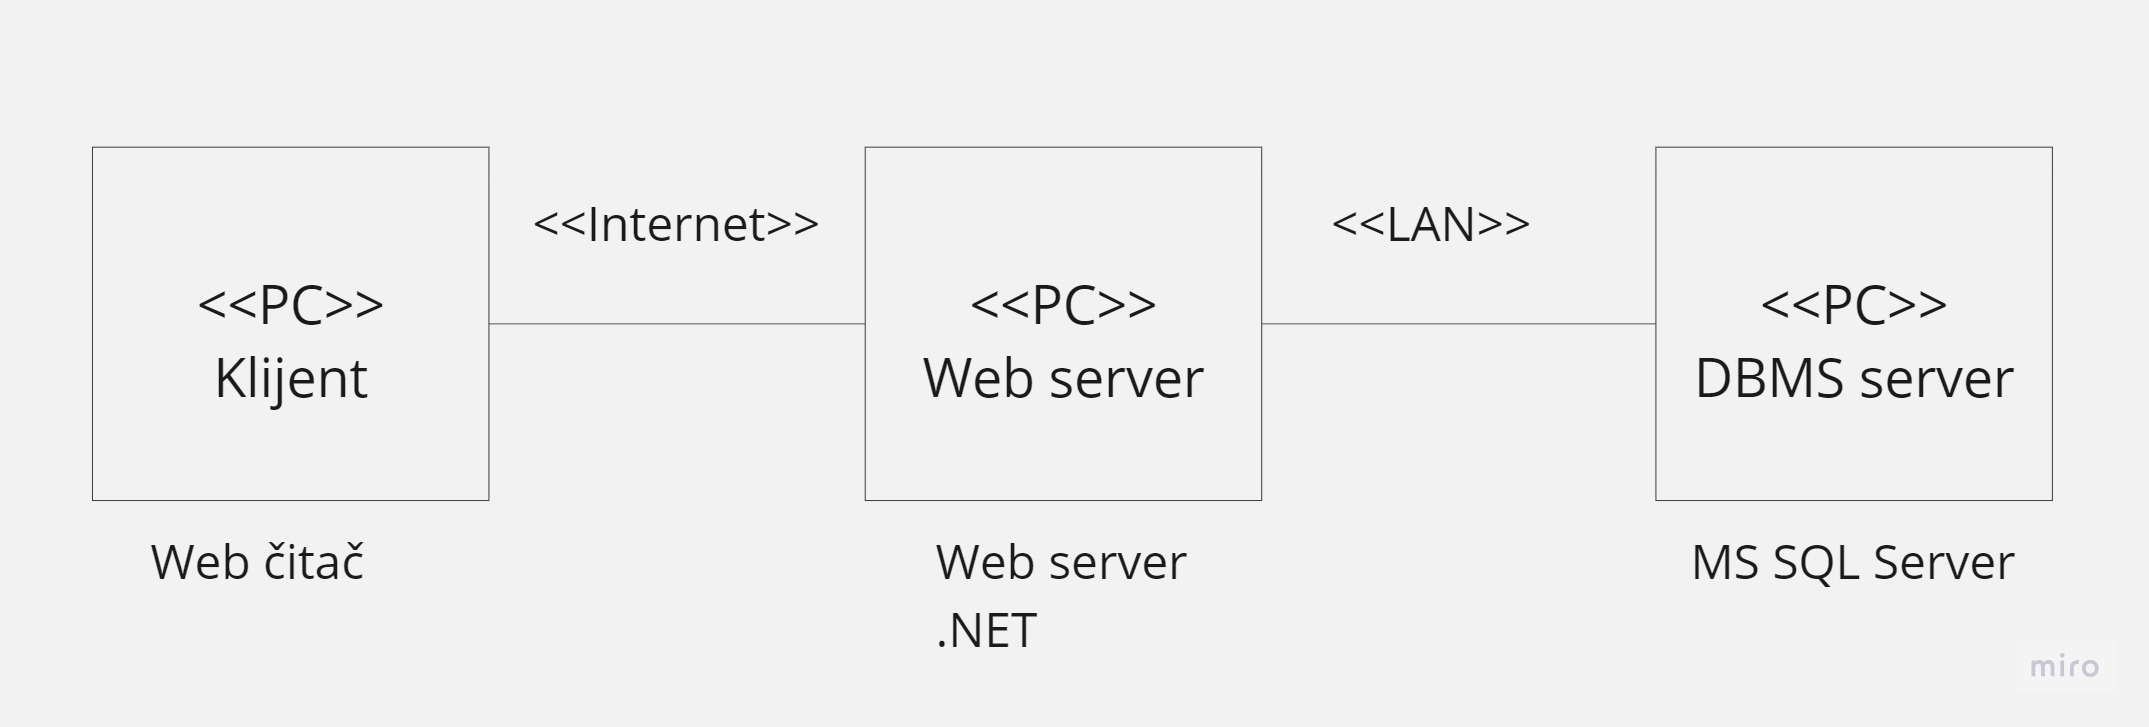 <<Internet>>
<<LAN>>
<<PC>>
Klijent
<<PC>>
Web server
<<PC>>
DBMS server
Web čitač
Web server
.NET
MS SQL Server
miro